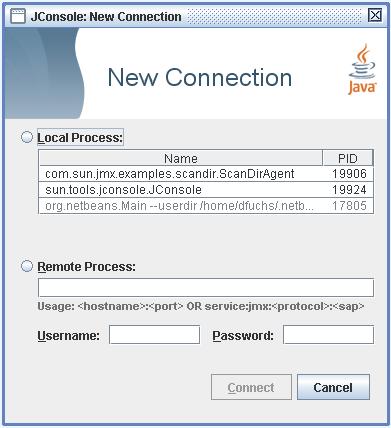 JConsole: New Connection
New Connection
Java™
Local Process:
Name PID
com.sun.jmx.examples.scandir.ScanDirAgent 19906
sun.tools.jconsole.JConsole 19924
org.netbeans.Main --userdir /home/dfuchs/.netb... 17805
Remote Process:
Usage: <hostname>:<port> OR service:jmx:<protocol>:<sap>
Username: Password:
Connect Cancel